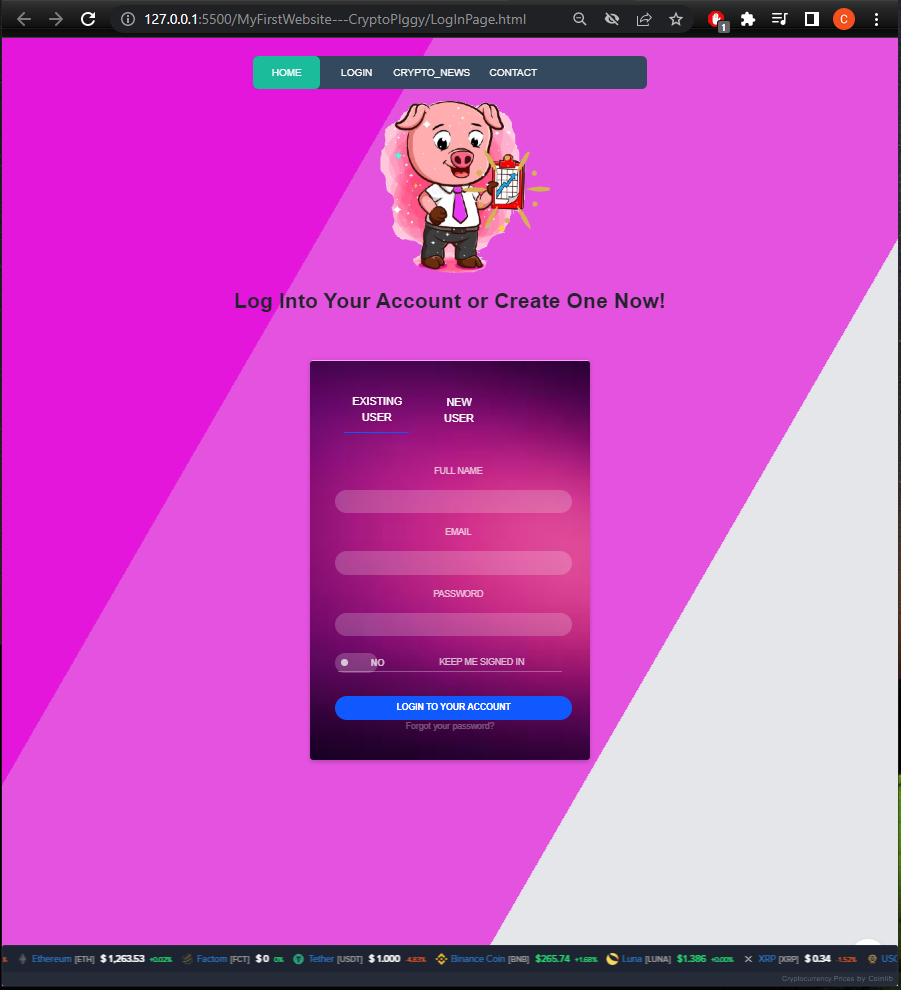 127.0.0.1:5500/MyFirstWebsite---CryptoPIggy/LogInPage.html
1
C
HOME LOGIN CRYPTO_NEWS CONTACT
Log Into Your Account or Create One Now!
EXISTING USER
NEW USER
FULL NAME
EMAIL
PASSWORD
NO KEEP ME SIGNED IN
LOGIN TO YOUR ACCOUNT
Forgot your password?
%. Ethereum [ETH] $ 1,263.53 +0.02% Factom [FCT] $ 0 0% Tether [USDT] $ 1.000 -4.83% Binance Coin [BNB] $265.74 +1.68% Luna [LUNA] $1.386 +0.00% XRP [XRP] $ 0.34 -1.52% USC
Cryptocurrency Prices by Coinlib